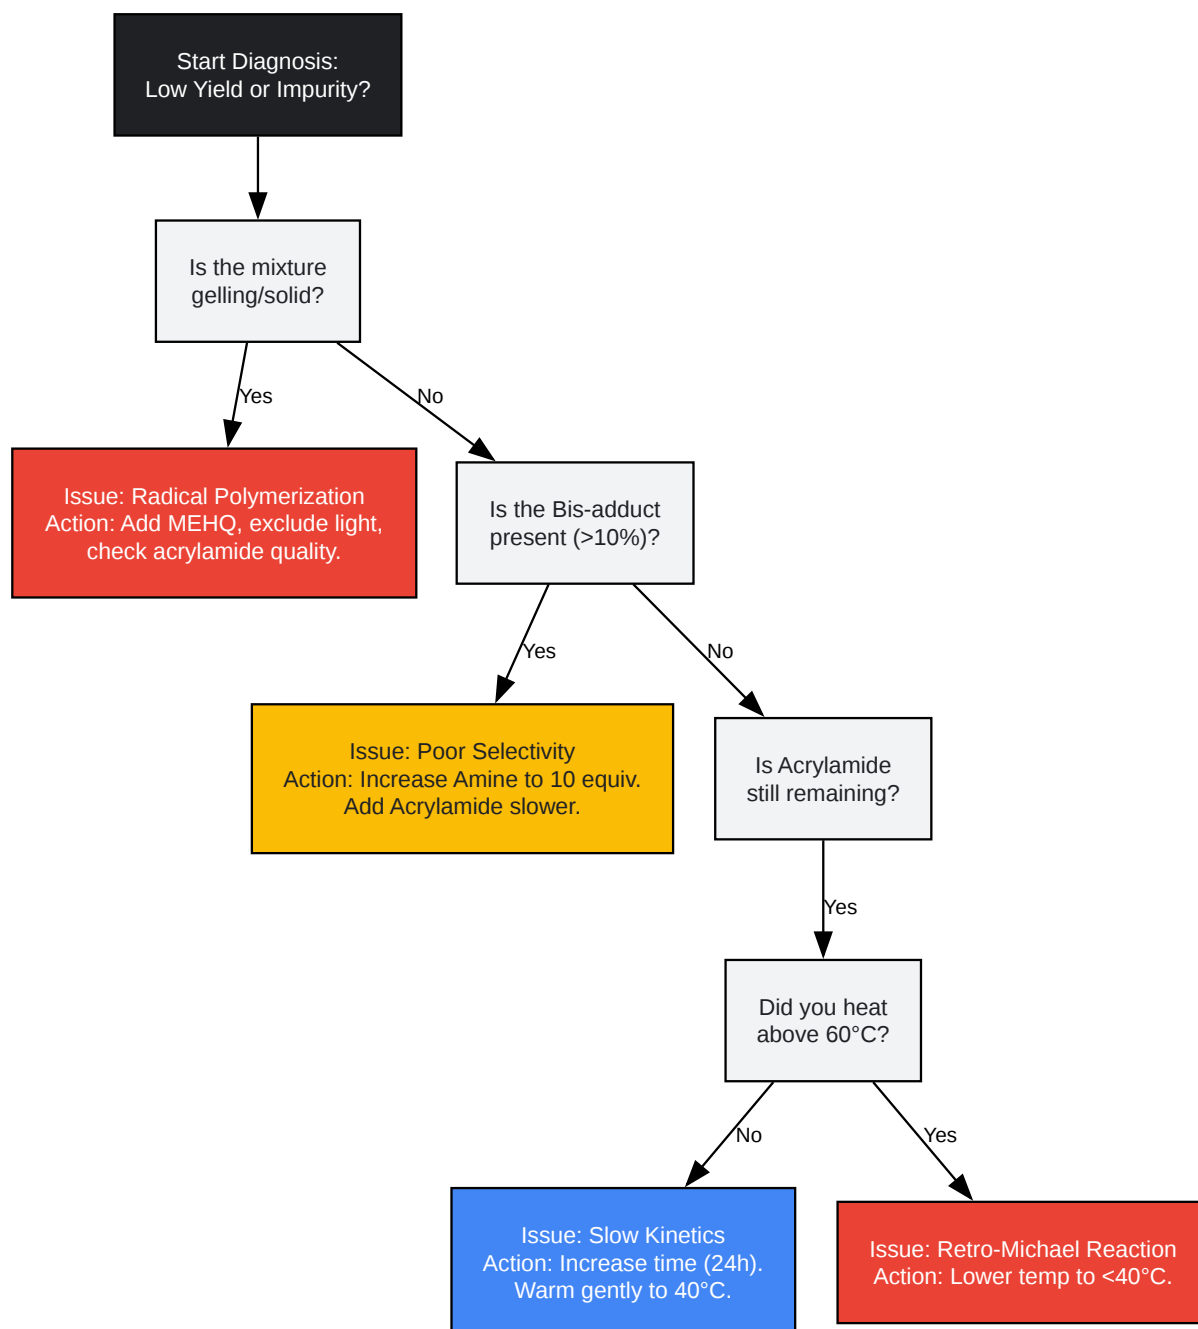 Start Diagnosis:
Low Yield or Impurity?
Is the mixture
gelling/solid?
Yes
No
Issue: Radical Polymerization
Action: Add MEHQ, exclude light,
check acrylamide quality.
Is the Bis-adduct
present (>10%)?
Yes
No
Issue: Poor Selectivity
Action: Increase Amine to 10 equiv.
Add Acrylamide slower.
Is Acrylamide
still remaining?
Yes
Did you heat
above 60°C?
No
Yes
Issue: Slow Kinetics
Action: Increase time (24h).
Warm gently to 40°C.
Issue: Retro-Michael Reaction
Action: Lower temp to <40°C.